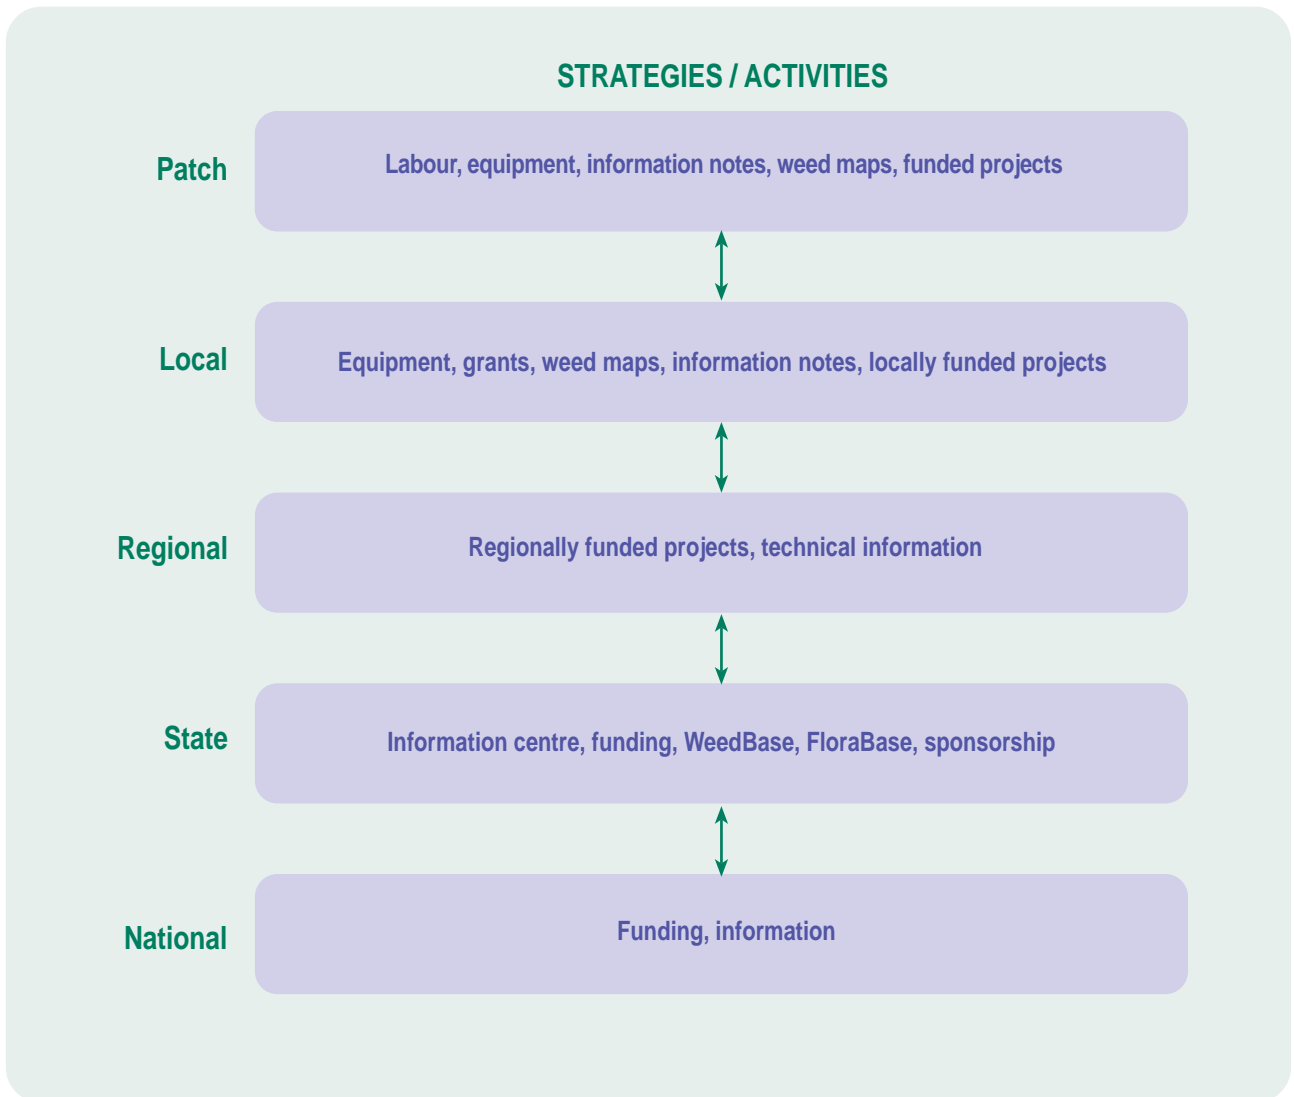 STRATEGIES / ACTIVITIES
Patch
Labour, equipment, information notes, weed maps, funded projects
Local
Equipment, grants, weed maps, information notes, locally funded projects
Regional
Regionally funded projects, technical information
State
Information centre, funding, WeedBase, FloraBase, sponsorship
National
Funding, information